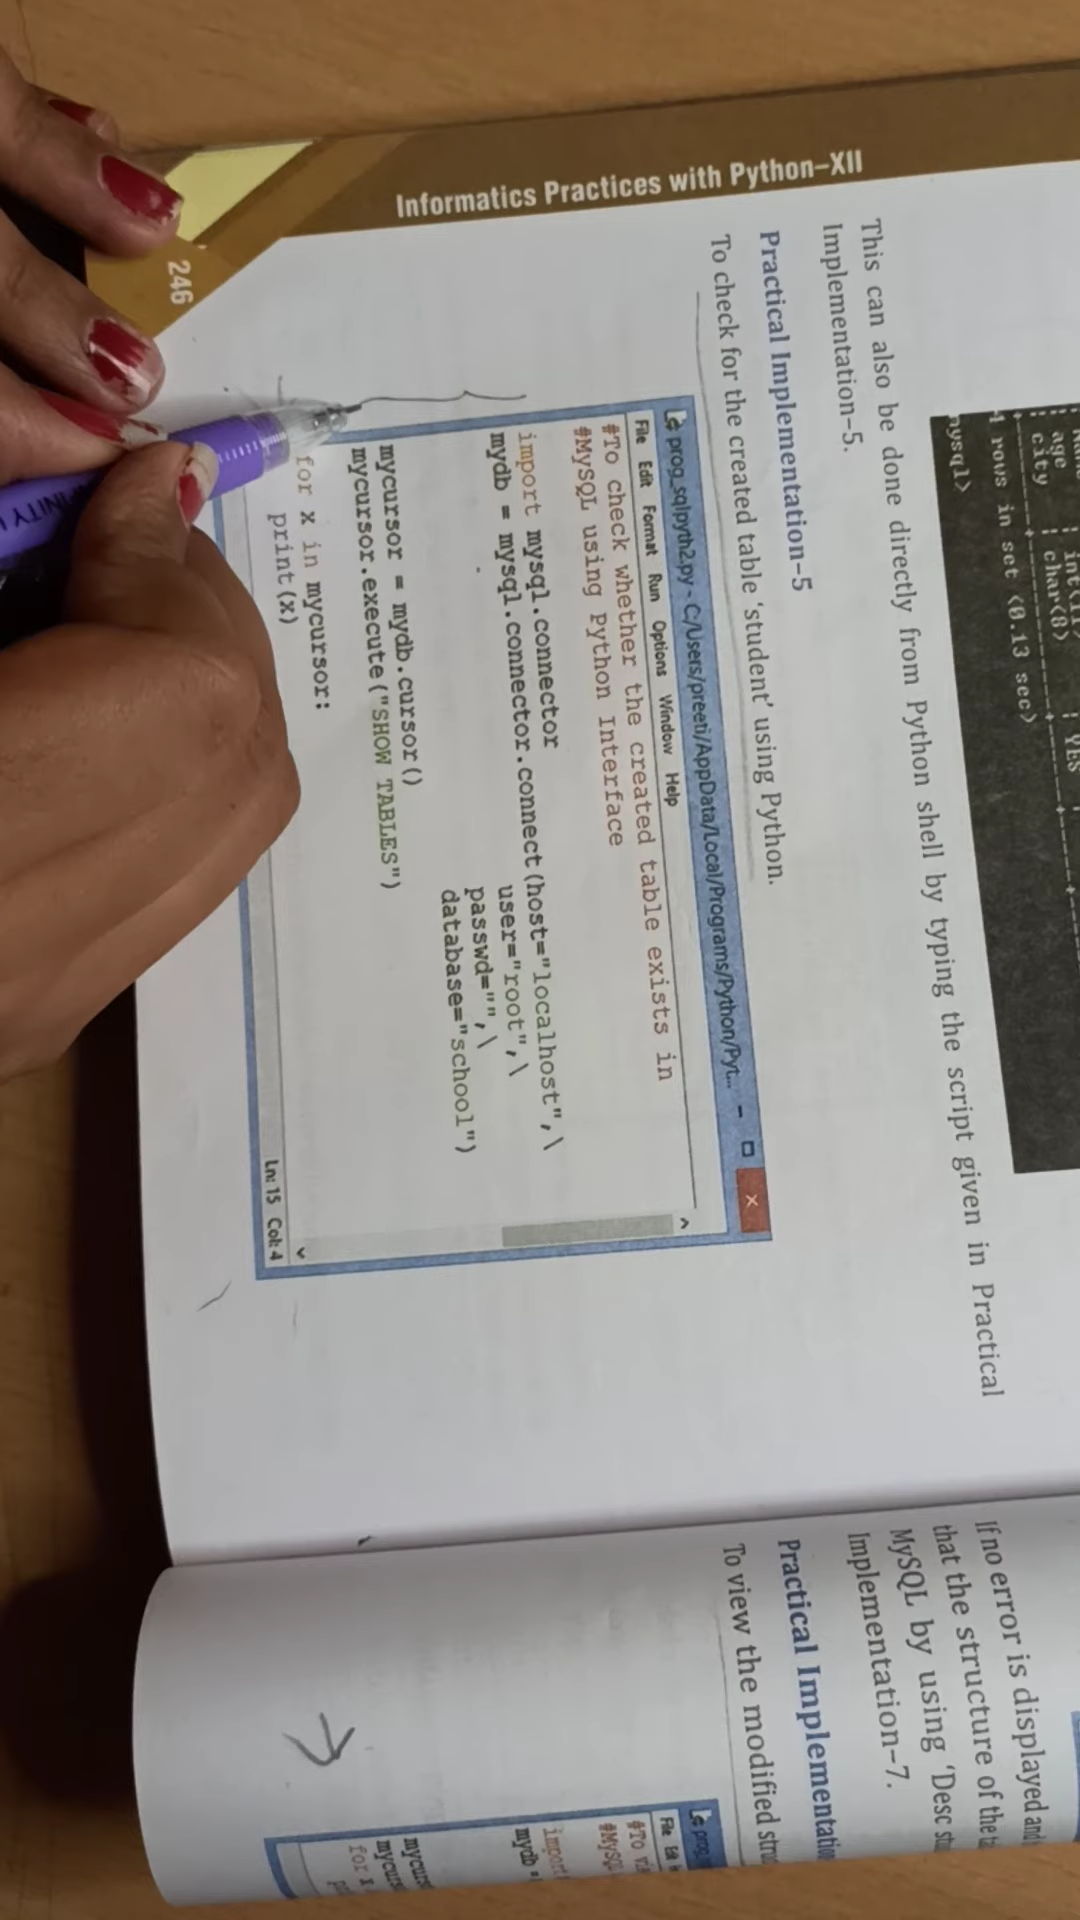 Informatics Practices with Python–XII
246
age char(8)
city
4 rows in set (0.13 sec)
mysql>
This can also be done directly from Python shell by typing the script given in Practical
Implementation-5.
Practical Implementation-5
To check for the created table 'student' using Python.
prog_sqlpyth2.py - C:/Users/preeti/AppData/Local/Programs/Python/Pyt...
File Edit Format Run Options Window Help
#To check whether the created table exists in
#MySQL using Python Interface
import mysql.connector
mydb = mysql.connector.connect(host="localhost",\
user="root",\
passwd="",\
database="school")
mycursor = mydb.cursor()
mycursor.execute("SHOW TABLES")
for x in mycursor:
print(x)
Ln: 15 Col: 4
If no error is displayed and
that the structure of the
MySQL by using 'Desc
Implementation-7.
Practical
To view the modified
File Edit
import
mydb
for x